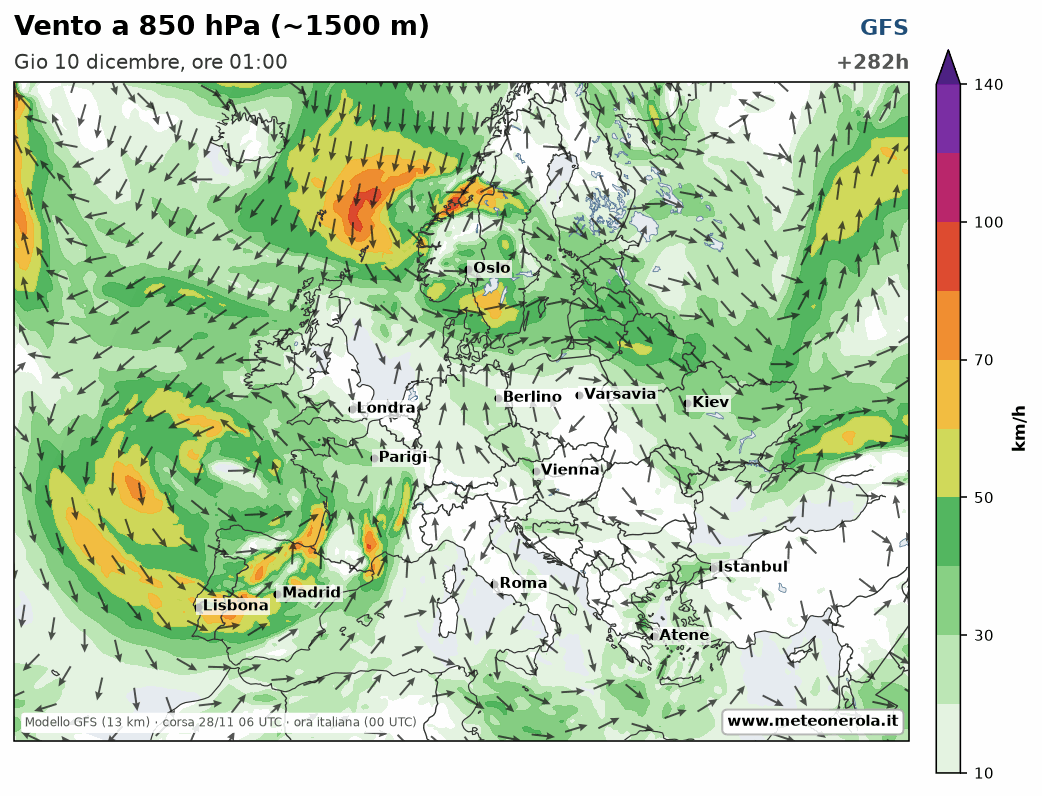 Vento a 850 hPa (~1500 m)
GFS
Gio 10 dicembre, ore 01:00
+282h
140
100
70
50
30
10
km/h
Oslo
Londra
Berlino
Varsavia
Kiev
Parigi
Vienna
Istanbul
Roma
Madrid
Lisbona
Atene
Modello GFS (13 km) · corsa 28/11 06 UTC · ora italiana (00 UTC)
www.meteonerola.it